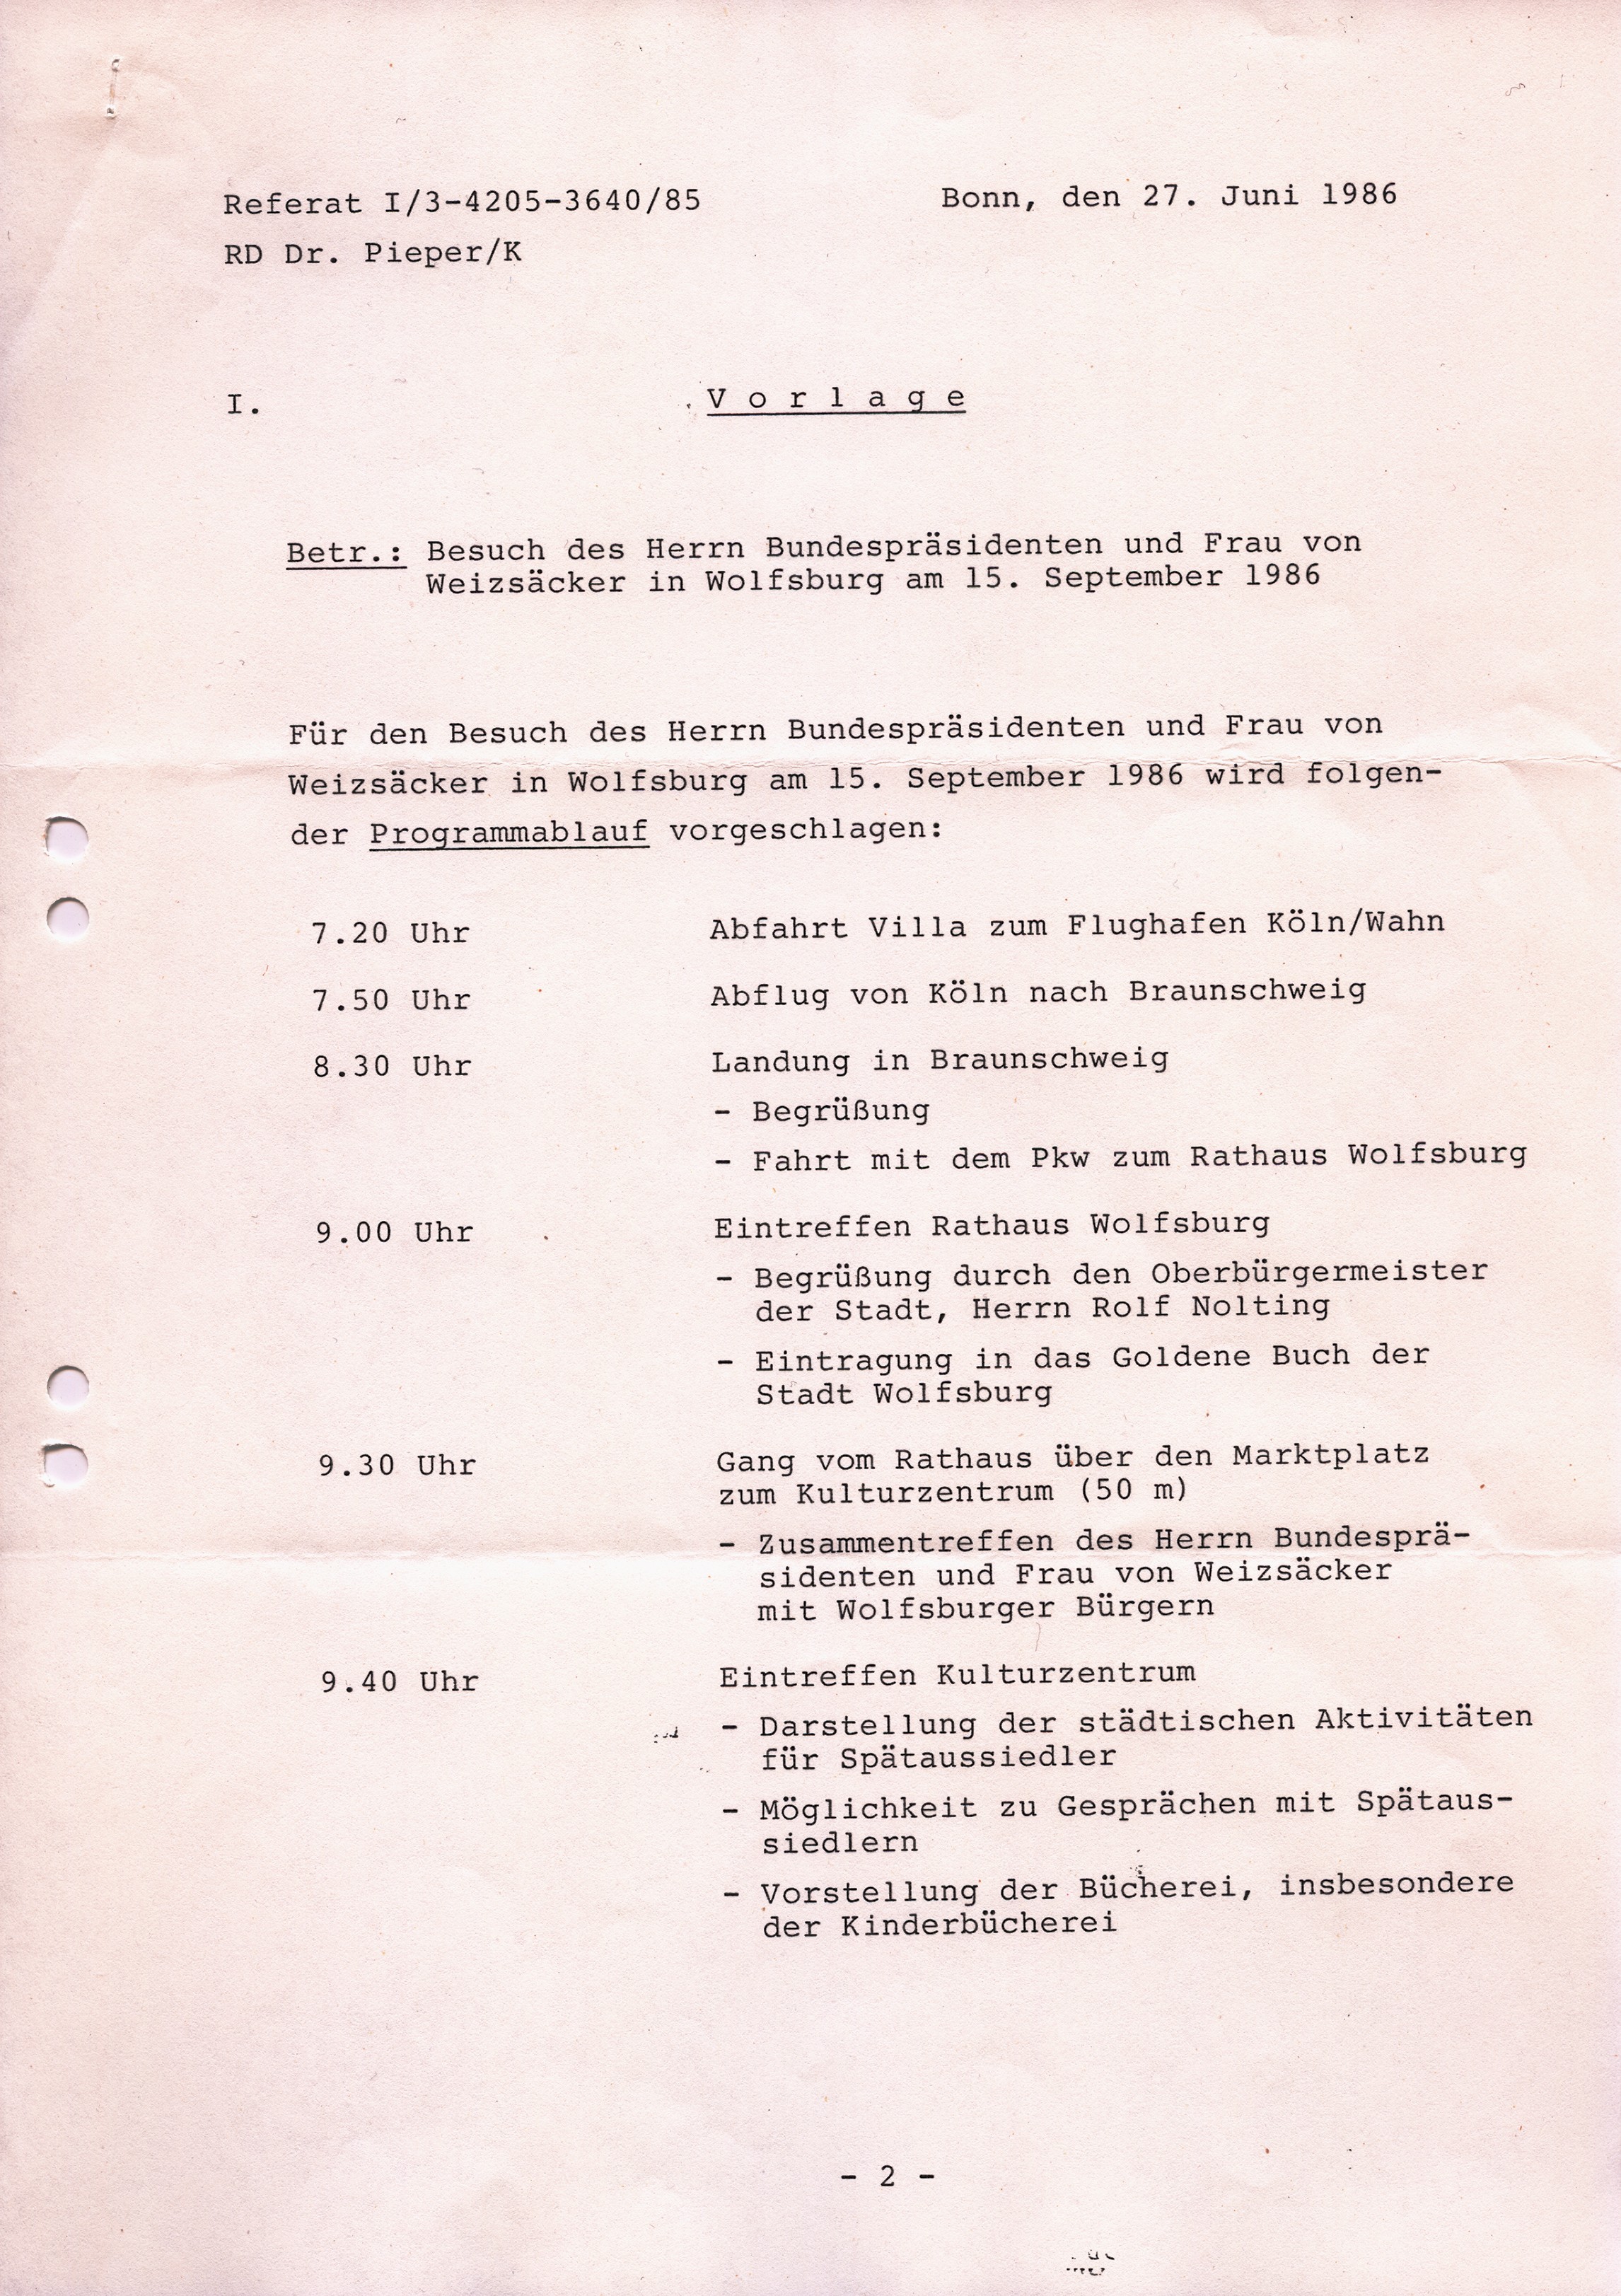 Referat I/3-4205-3640/85
Bonn, den 27. Juni 1986
RD Dr. Pieper/K
I.
V o r l a g e
Betr.: Besuch des Herrn Bundespräsidenten und Frau von
Weizsäcker in Wolfsburg am 15. September 1986
Für den Besuch des Herrn Bundespräsidenten und Frau von
Weizsäcker in Wolfsburg am 15. September 1986 wird folgen-
der Programmablauf vorgeschlagen:
7.20 Uhr Abfahrt Villa zum Flughafen Köln/Wahn
7.50 Uhr Abflug von Köln nach Braunschweig
8.30 Uhr Landung in Braunschweig
- Begrüßung
- Fahrt mit dem Pkw zum Rathaus Wolfsburg
9.00 Uhr Eintreffen Rathaus Wolfsburg
- Begrüßung durch den Oberbürgermeister
der Stadt, Herrn Rolf Nolting
- Eintragung in das Goldene Buch der
Stadt Wolfsburg
9.30 Uhr Gang vom Rathaus über den Marktplatz
zum Kulturzentrum (50 m)
- Zusammentreffen des Herrn Bundesprä-
sidenten und Frau von Weizsäcker
mit Wolfsburger Bürgern
9.40 Uhr Eintreffen Kulturzentrum
- Darstellung der städtischen Aktivitäten
für Spätaussiedler
- Möglichkeit zu Gesprächen mit Spätaus-
siedlern
- Vorstellung der Bücherei, insbesondere
der Kinderbücherei
- 2 -